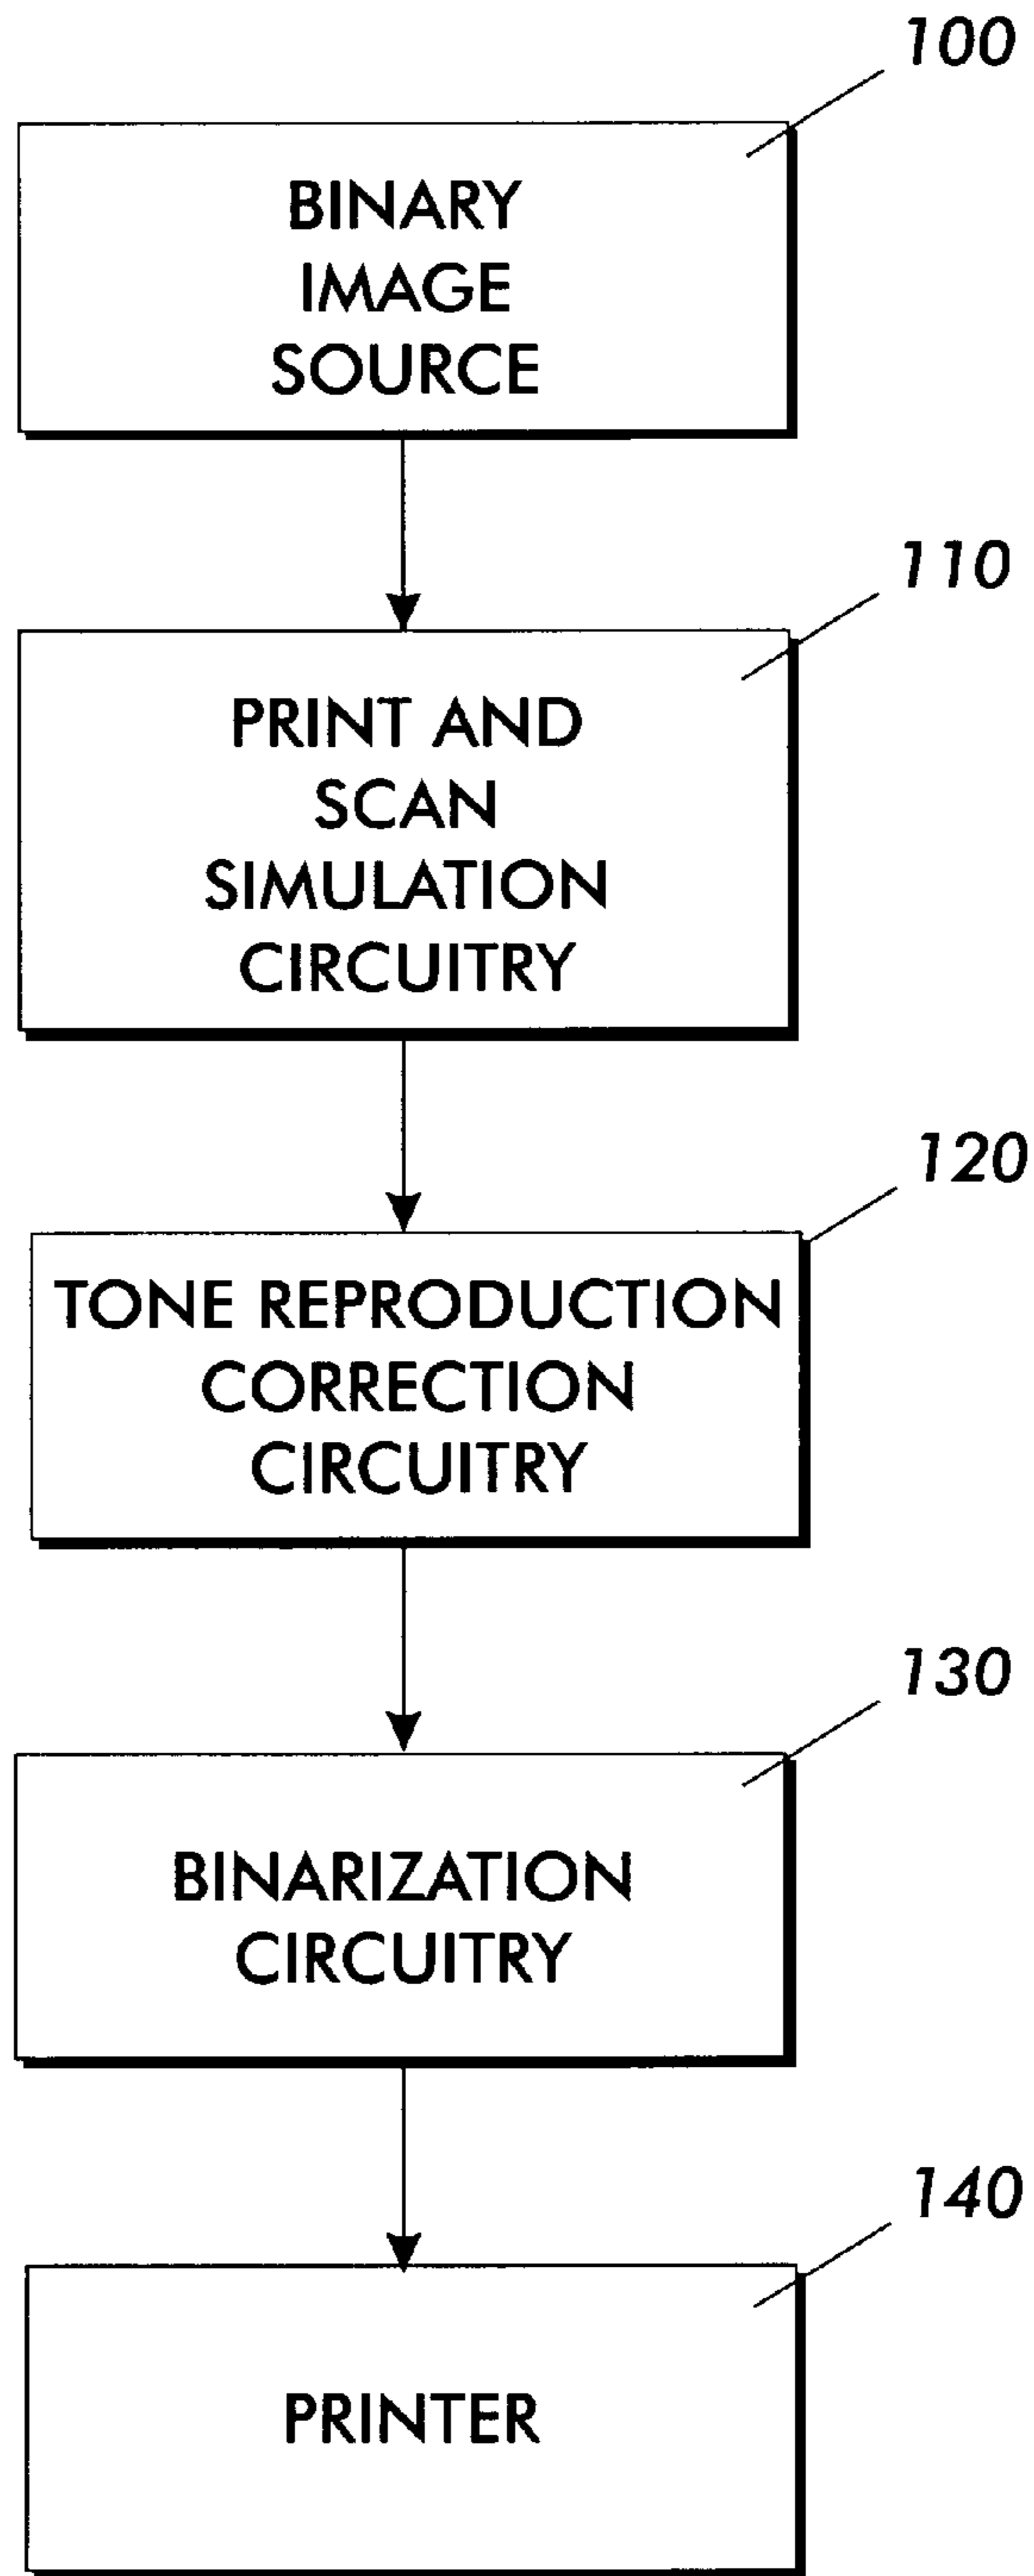 100
BINARY
IMAGE
SOURCE
110
PRINT AND
SCAN
SIMULATION
CIRCUITRY
120
TONE REPRODUCTION
CORRECTION
CIRCUITRY
130
BINARIZATION
CIRCUITRY
140
PRINTER